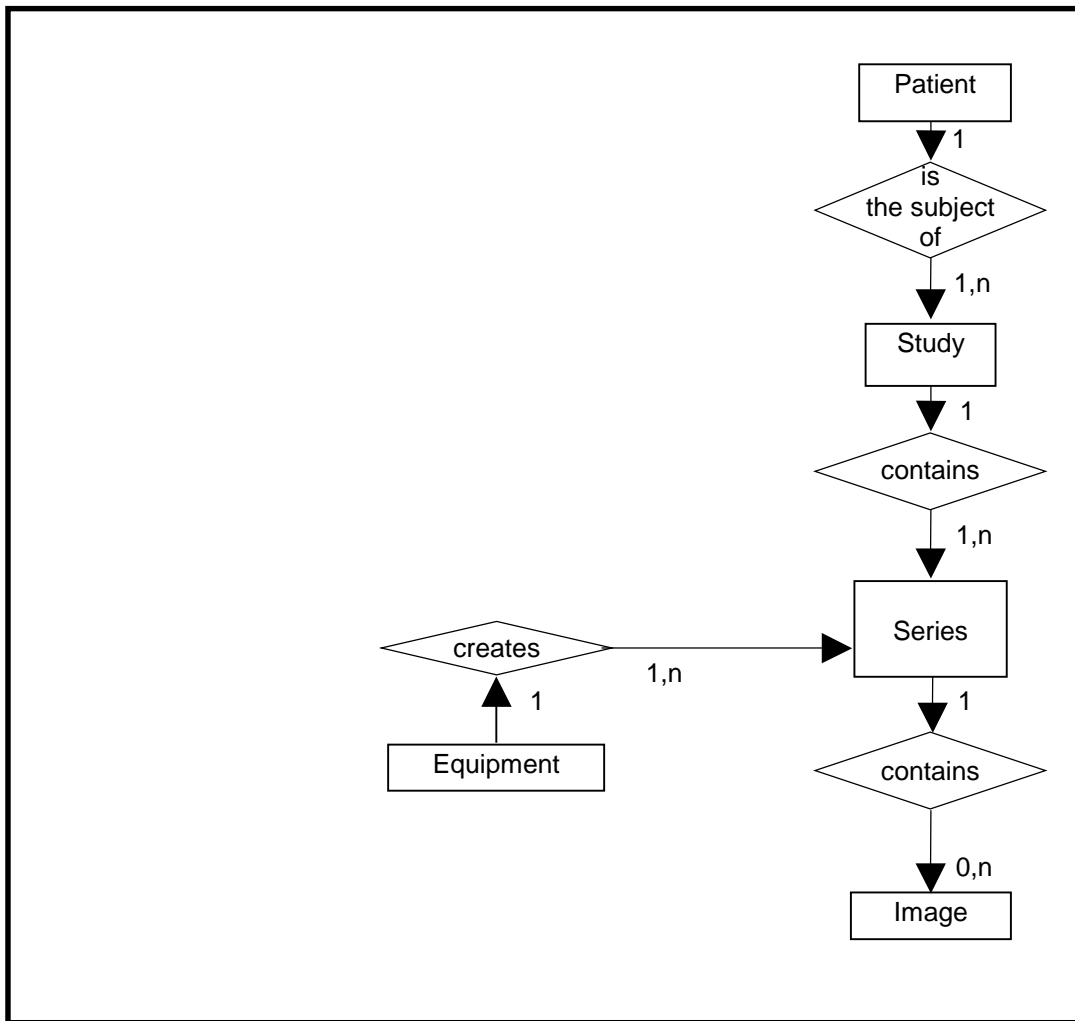 Patient
1
is
the subject
of
1,n
Study
1
contains
1,n
Series
creates
1,n
1
1
Equipment
contains
0,n
Image